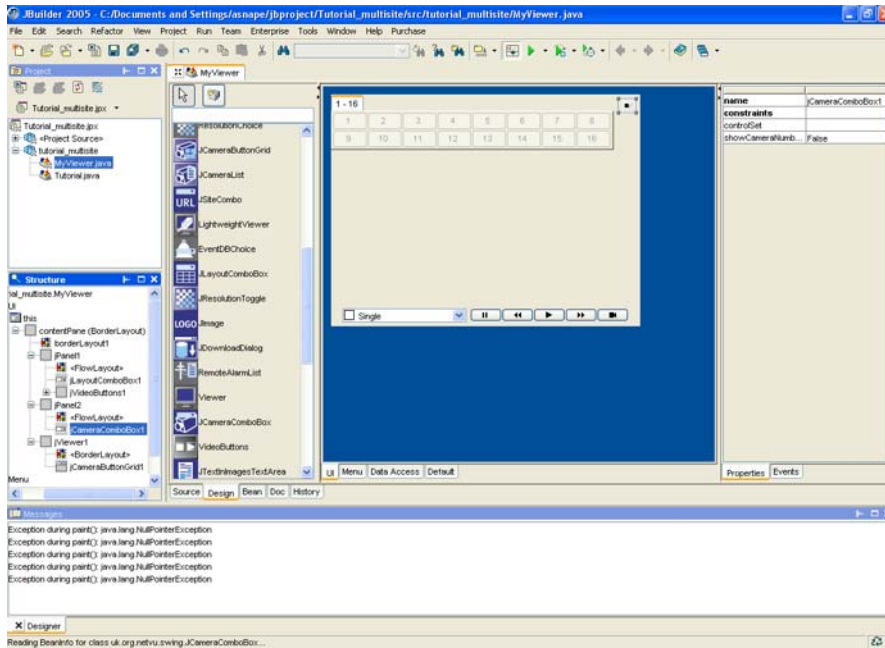 JBuilder 2005 - C:/Documents and Settings/asnape/jbproject/Tutorial_multisite/src/tutorial_multisite/MyViewer.java
File Edit Search Refactor View Project Run Team Enterprise Tools Window Help Purchase
Project
MyViewer
Tutorial_multisite.jpx
Tutorial_multisite.jpx
<Project Source>
tutorial_multisite
MyViewer.java
Tutorial.java
ResolutionChoice
JCameraButtonGrid
JCameraList
URL JSiteCombo
LightweightViewer
EventDBChoice
JLayoutComboBox
JResolutionToggle
LOGO JImage
JDownloadDialog
RemoteAlarmList
Viewer
JCameraComboBox
VideoButtons
JTextInImagesTextArea
1 - 16
1 2 3 4 5 6 7 8
9 10 11 12 13 14 15 16
Single
name jCameraComboBox1
constraints
controlSet
showCameraNumb... False
Structure
ial_multisite.MyViewer
UI
this
contentPane (BorderLayout)
borderLayout1
jPanel1
<FlowLayout>
jLayoutComboBox1
jVideoButtons1
jPanel2
<FlowLayout>
jCameraComboBox1
jViewer1
<BorderLayout>
jCameraButtonGrid1
Menu
UI Menu Data Access Default
Properties Events
Source Design Bean Doc History
Messages
Exception during paint(): java.lang.NullPointerException
Exception during paint(): java.lang.NullPointerException
Exception during paint(): java.lang.NullPointerException
Exception during paint(): java.lang.NullPointerException
Exception during paint(): java.lang.NullPointerException
Designer
Reading BeanInfo for class uk.org.netvu.swing.JCameraComboBox...